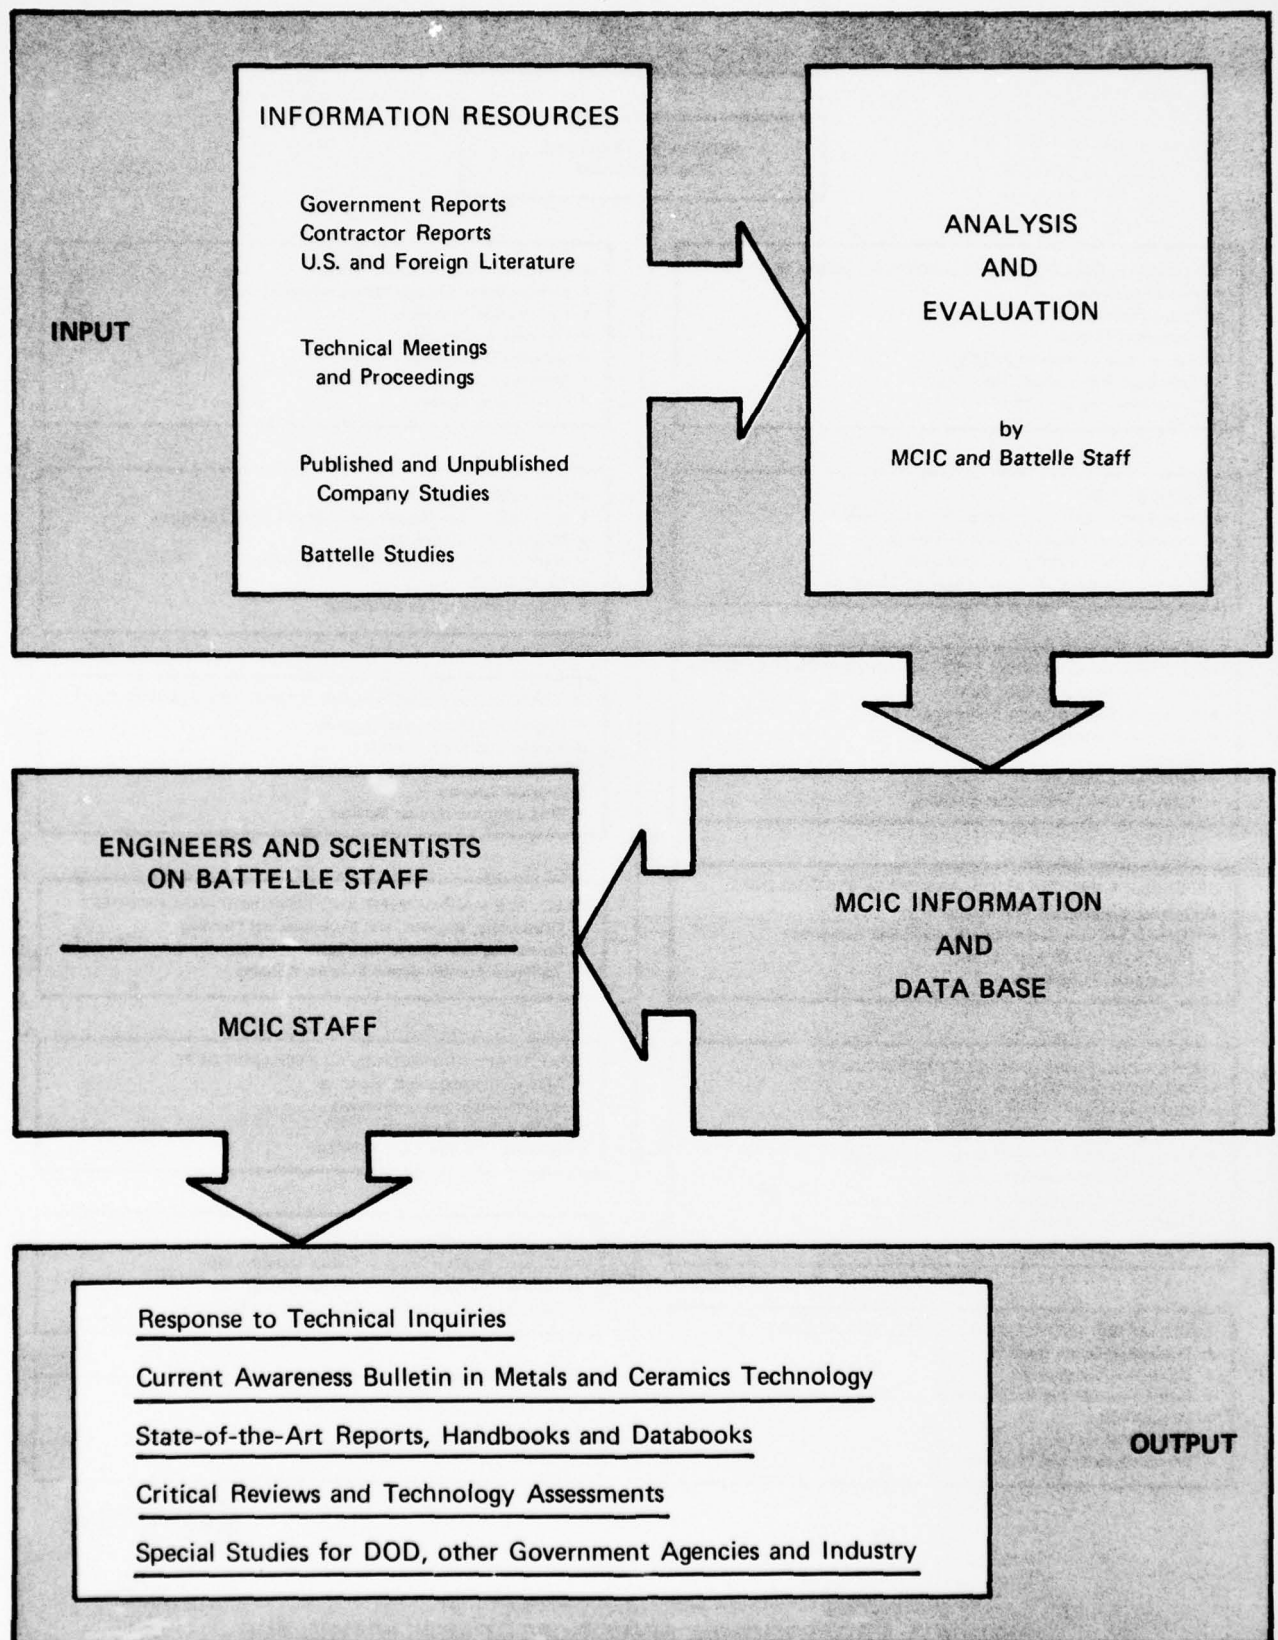 INPUT
INFORMATION RESOURCES
Government Reports
Contractor Reports
U.S. and Foreign Literature
Technical Meetings
and Proceedings
Published and Unpublished
Company Studies
Battelle Studies
ANALYSIS
AND
EVALUATION
by
MCIC and Battelle Staff
MCIC INFORMATION
AND
DATA BASE
ENGINEERS AND SCIENTISTS
ON BATTELLE STAFF
MCIC STAFF
Response to Technical Inquiries
Current Awareness Bulletin in Metals and Ceramics Technology
State-of-the-Art Reports, Handbooks and Databooks
Critical Reviews and Technology Assessments
Special Studies for DOD, other Government Agencies and Industry
OUTPUT